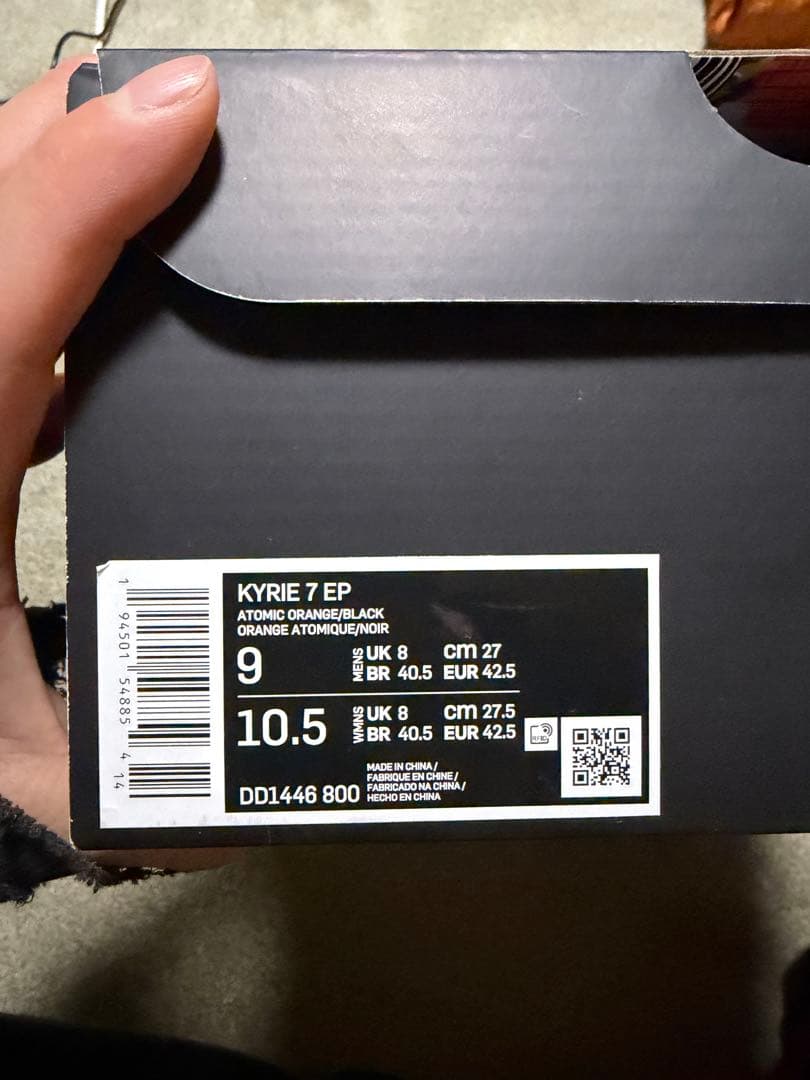 KYRIE 7 EP
ATOMIC ORANGE/BLACK
ORANGE ATOMIQUE/NOIR
9 MENS UK 8 cm 27
BR 40.5 EUR 42.5
10.5 WMNS UK 8 cm 27.5
BR 40.5 EUR 42.5
RFID
DD1446 800
MADE IN CHINA /
FABRIQUE EN CHINE /
FABRICADO NA CHINA /
HECHO EN CHINA
1 94501 54885 4 14